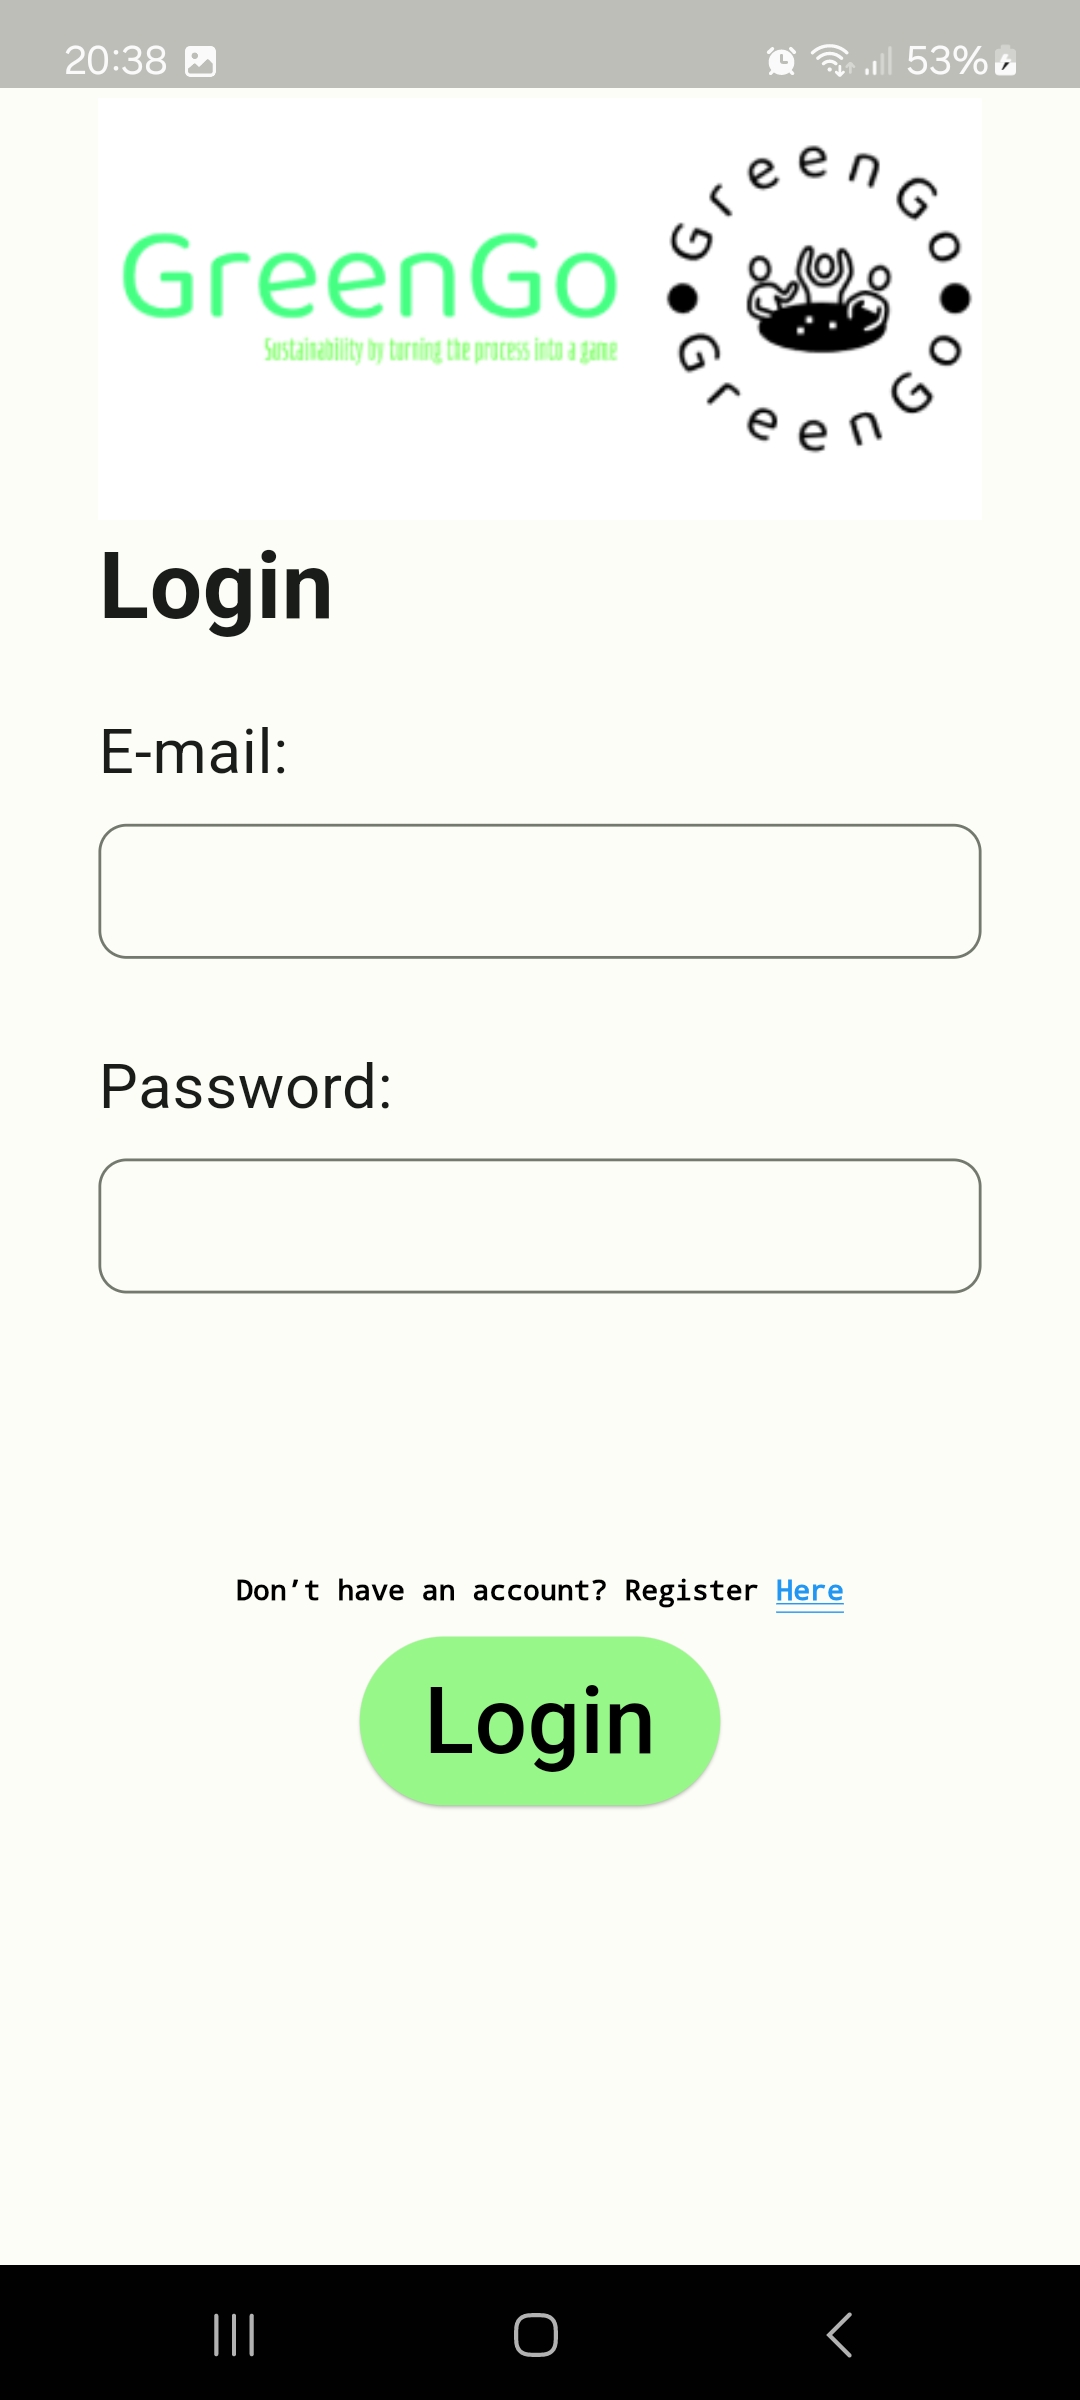 20:38
53%
GreenGo
Sustainability by turning the process into a game
GreenGo
GreenGo
Login
E-mail:
Password:
Don’t have an account? Register Here
Login